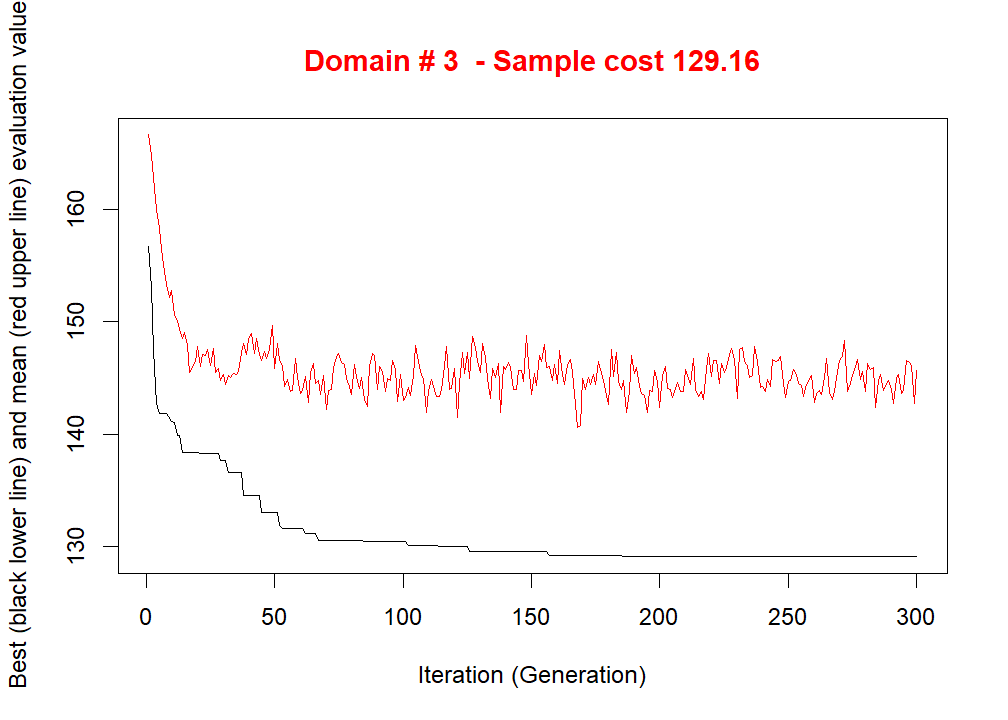 Domain # 3  - Sample cost 129.16
Best (black lower line) and mean (red upper line) evaluation value
160
150
140
130
0 50 100 150 200 250 300
Iteration (Generation)